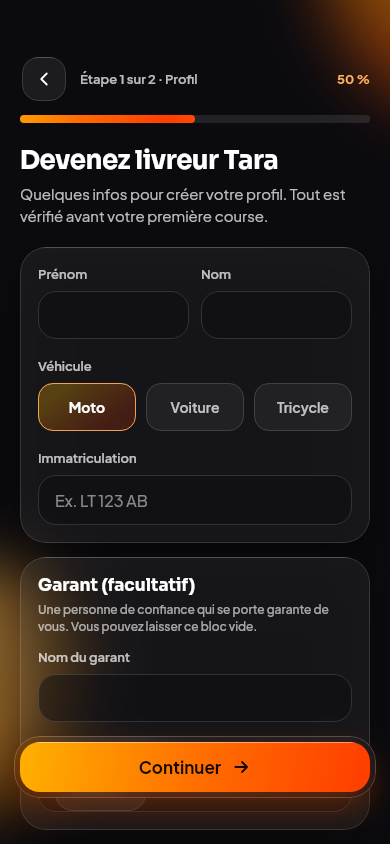 Étape 1 sur 2 · Profil
50 %
Devenez livreur Tara
Quelques infos pour créer votre profil. Tout est
vérifié avant votre première course.
Prénom
Nom
Véhicule
Moto
Voiture
Tricycle
Immatriculation
Ex. LT 123 AB
Garant (facultatif)
Une personne de confiance qui se porte garante de
vous. Vous pouvez laisser ce bloc vide.
Nom du garant
Continuer →